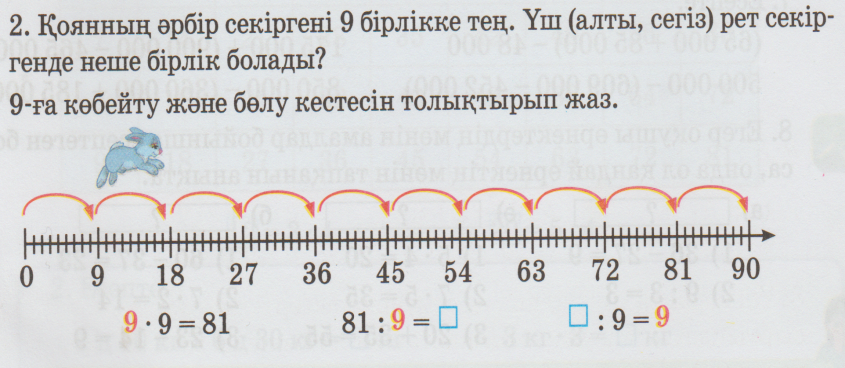 2. Қоянның әрбір секіргені 9 бірлікке тең. Үш (алты, сегіз) рет секір-
генде неше бірлік болады?
9-ға көбейту және бөлу кестесін толықтырып жаз.
0 9 18 27 36 45 54 63 72 81 90
9 · 9 = 81 81 : 9 = □ □ : 9 = 9